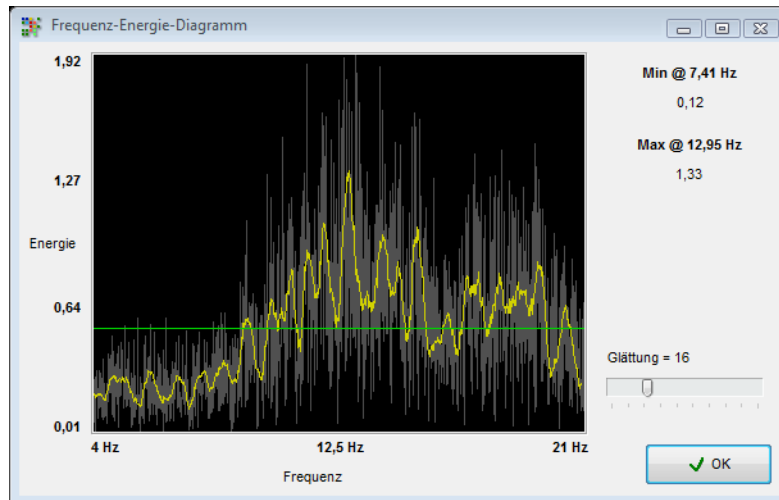 Frequenz-Energie-Diagramm
1,92
1,27
Energie
0,64
0,01
4 Hz
12,5 Hz
21 Hz
Frequenz
Min @ 7,41 Hz
0,12
Max @ 12,95 Hz
1,33
Glättung = 16
OK